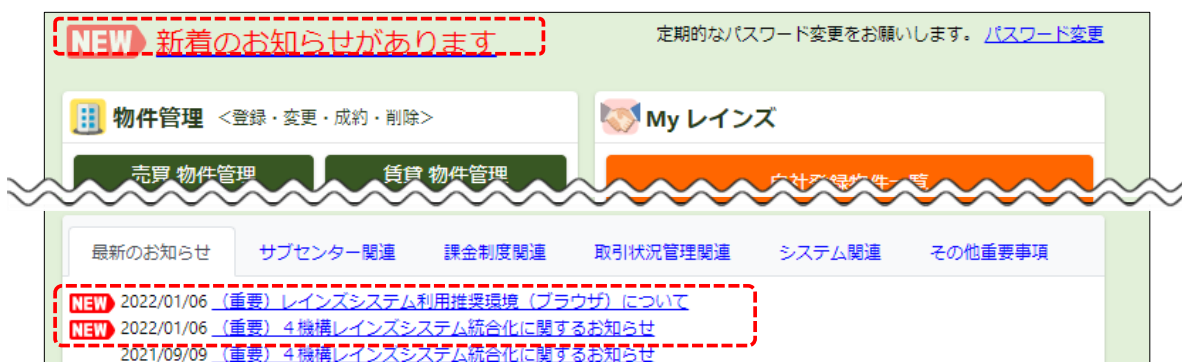 NEW 新着のお知らせがあります
定期的なパスワード変更をお願いします。 パスワード変更
物件管理 <登録・変更・成約・削除>
My レインズ
売買 物件管理
賃貸 物件管理
自社登録物件一覧
最新のお知らせ サブセンター関連 課金制度関連 取引状況管理関連 システム関連 その他重要事項
NEW 2022/01/06 (重要)レインズシステム利用推奨環境(ブラウザ)について
NEW 2022/01/06 (重要)4機構レインズシステム統合化に関するお知らせ
2021/09/09 (重要)4機構レインズシステム統合化に関するお知らせ